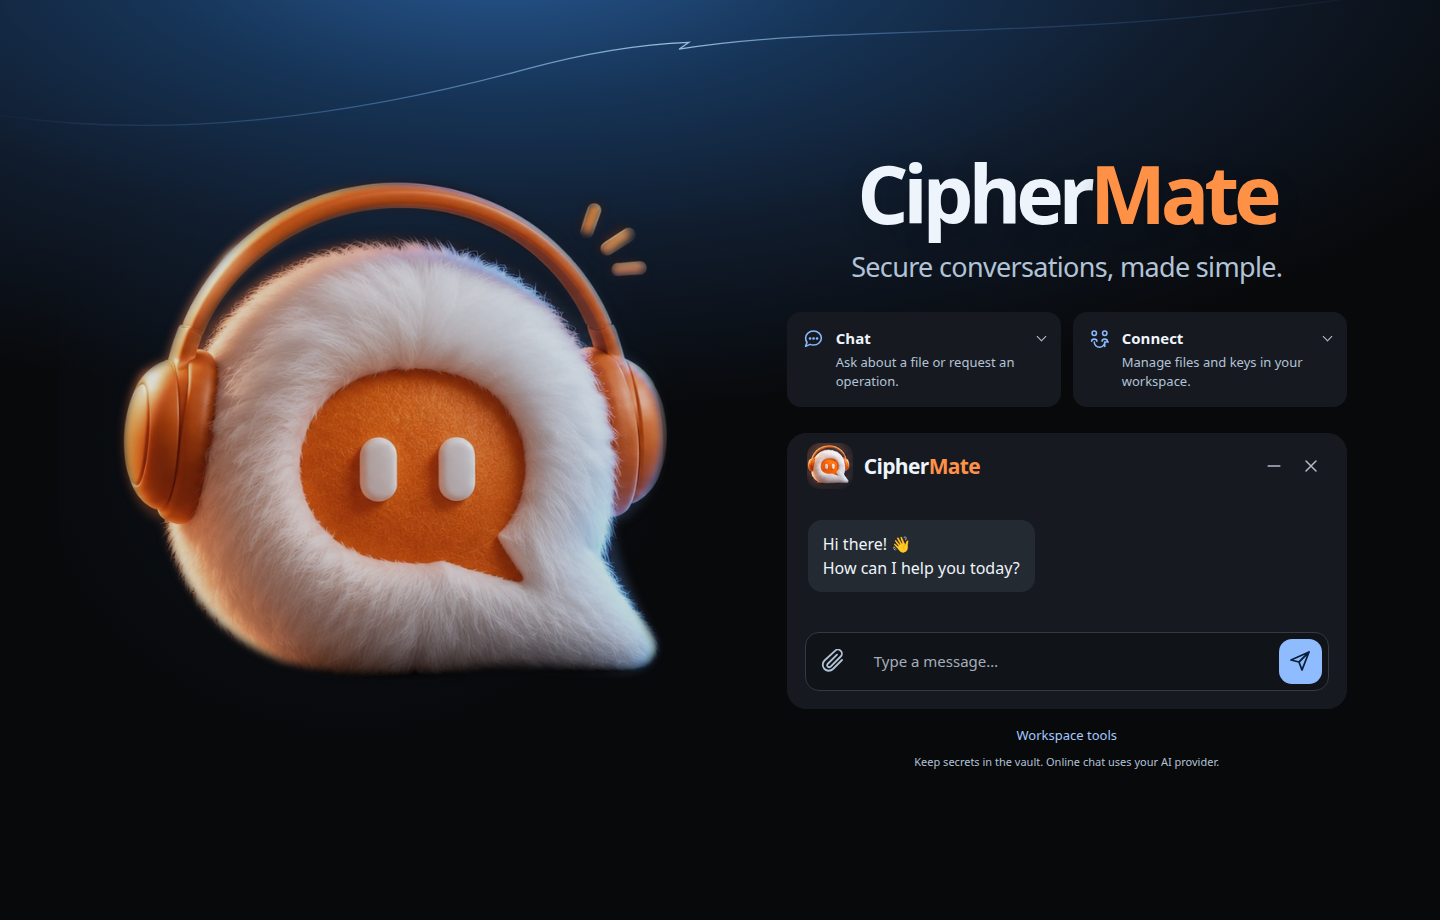 CipherMate
Secure conversations, made simple.
Chat
Ask about a file or request an
operation.
Connect
Manage files and keys in your
workspace.
CipherMate
Hi there! 👋
How can I help you today?
Type a message...
Workspace tools
Keep secrets in the vault. Online chat uses your AI provider.